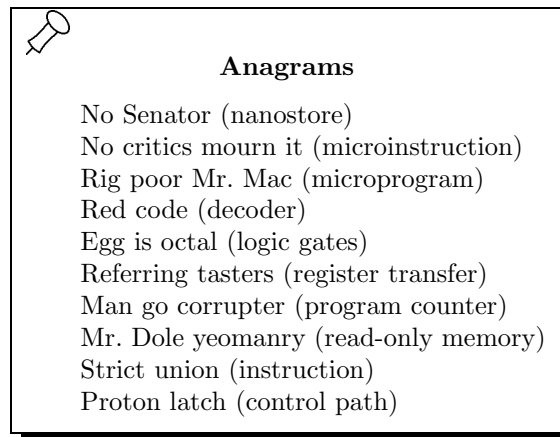 Anagrams
No Senator (nanostore)
No critics mourn it (microinstruction)
Rig poor Mr. Mac (microprogram)
Red code (decoder)
Egg is octal (logic gates)
Referring tasters (register transfer)
Man go corrupter (program counter)
Mr. Dole yeomanry (read-only memory)
Strict union (instruction)
Proton latch (control path)